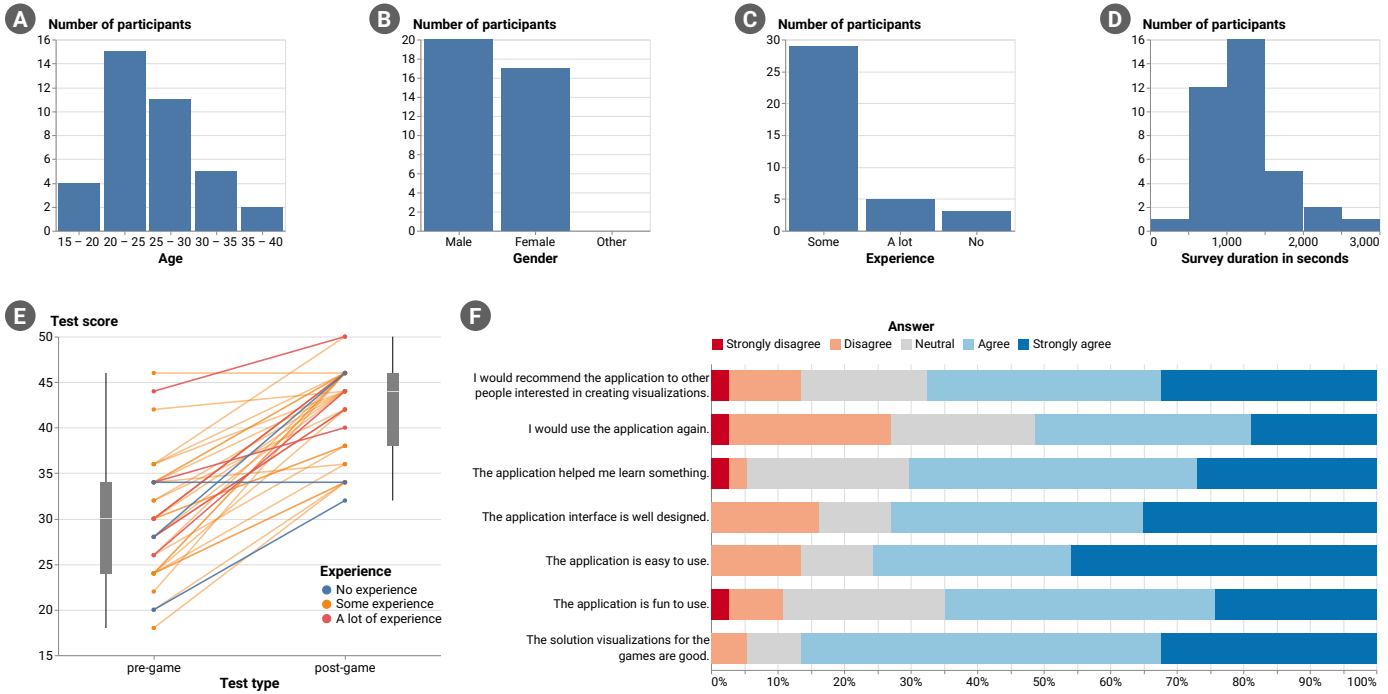 A
Number of participants
16
14
12
10
8
6
4
2
0
15 – 20 20 – 25 25 – 30 30 – 35 35 – 40
Age
B
Number of participants
20
18
16
14
12
10
8
6
4
2
0
Male Female Other
Gender
C
Number of participants
30
25
20
15
10
5
0
Some A lot No
Experience
D
Number of participants
16
14
12
10
8
6
4
2
0
0 1,000 2,000 3,000
Survey duration in seconds
E
Test score
50
45
40
35
30
25
20
15
Experience
No experience
Some experience
A lot of experience
pre-game post-game
Test type
F
Answer
Strongly disagree Disagree Neutral Agree Strongly agree
I would recommend the application to other
people interested in creating visualizations.
I would use the application again.
The application helped me learn something.
The application interface is well designed.
The application is easy to use.
The application is fun to use.
The solution visualizations for the
games are good.
0% 10% 20% 30% 40% 50% 60% 70% 80% 90% 100%